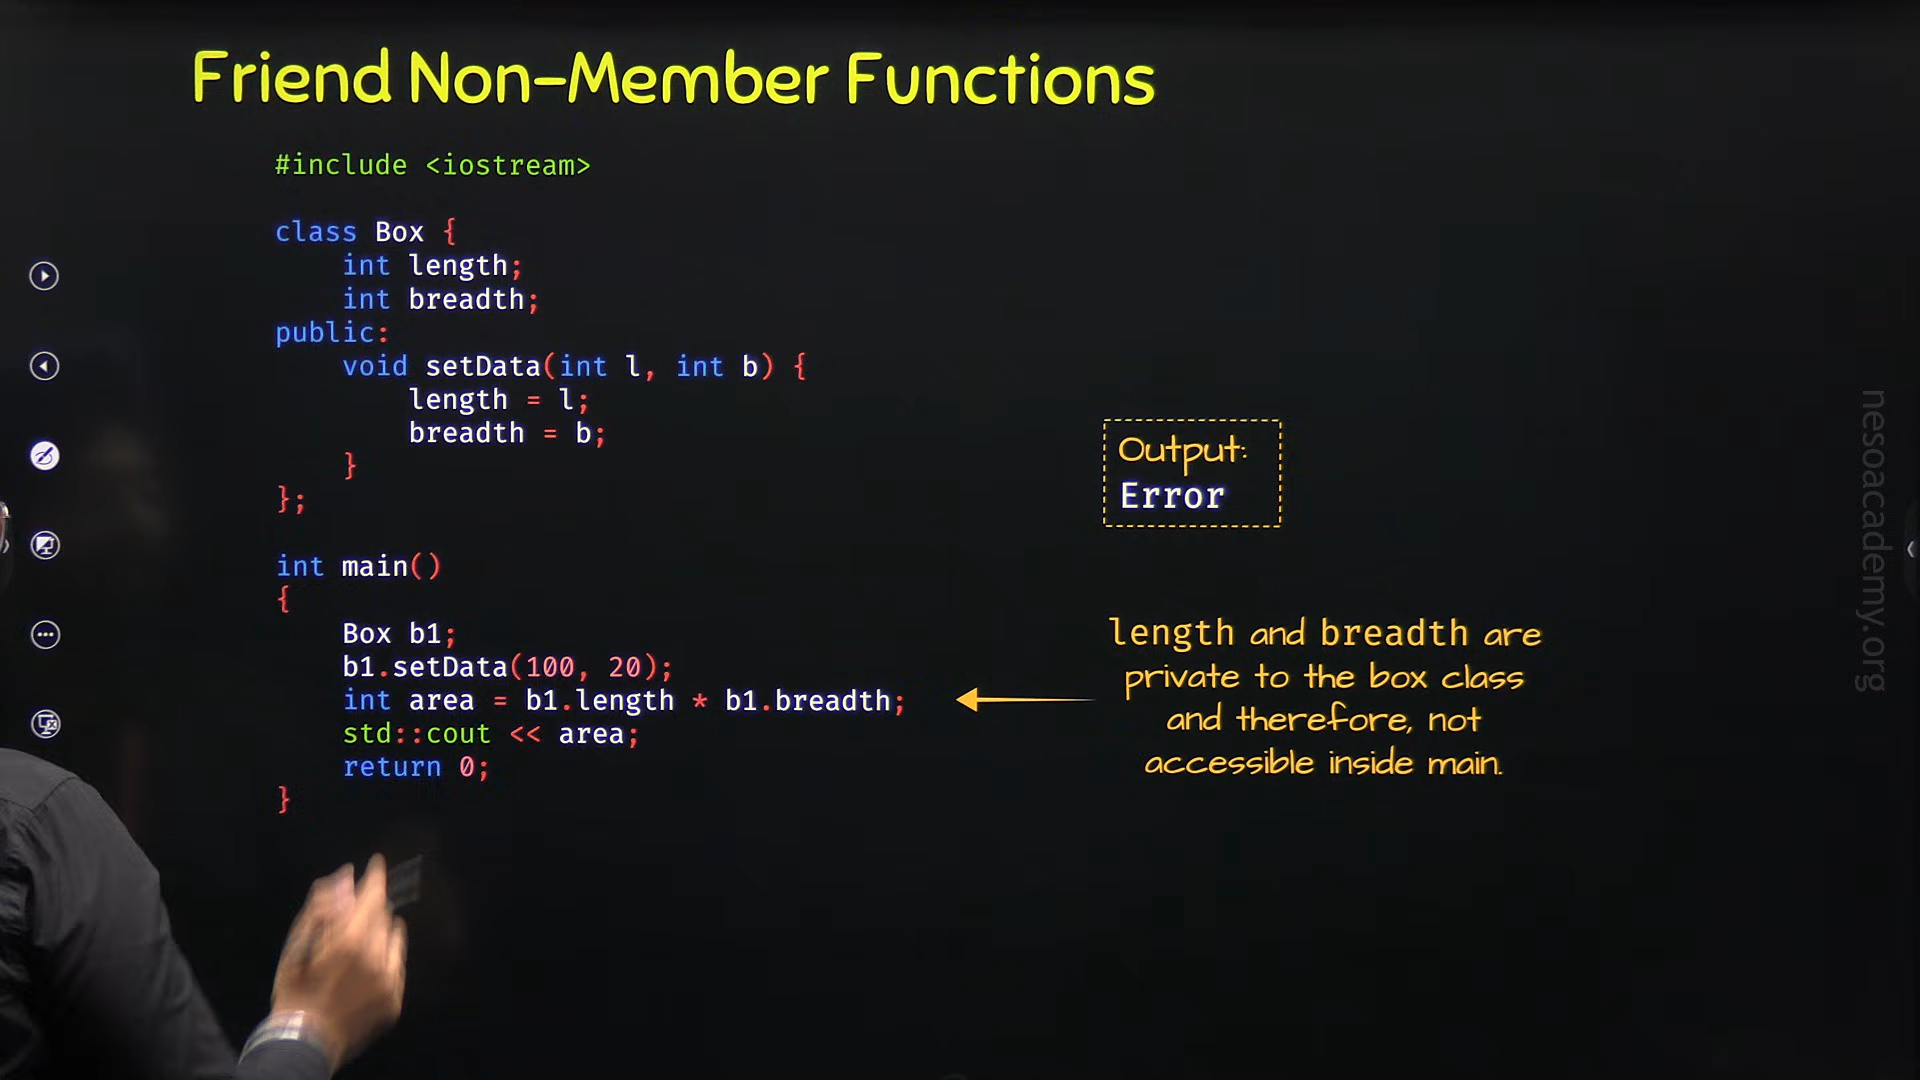 Friend Non-Member Functions
#include <iostream>
class Box {
int length;
int breadth;
public:
void setData(int l, int b) {
length = l;
breadth = b;
}
};
int main()
{
Box b1;
b1.setData(100, 20);
int area = b1.length * b1.breadth;
std::cout << area;
return 0;
}
Output:
Error
length and breadth are
private to the box class
and therefore, not
accessible inside main.
nesoacademy.org